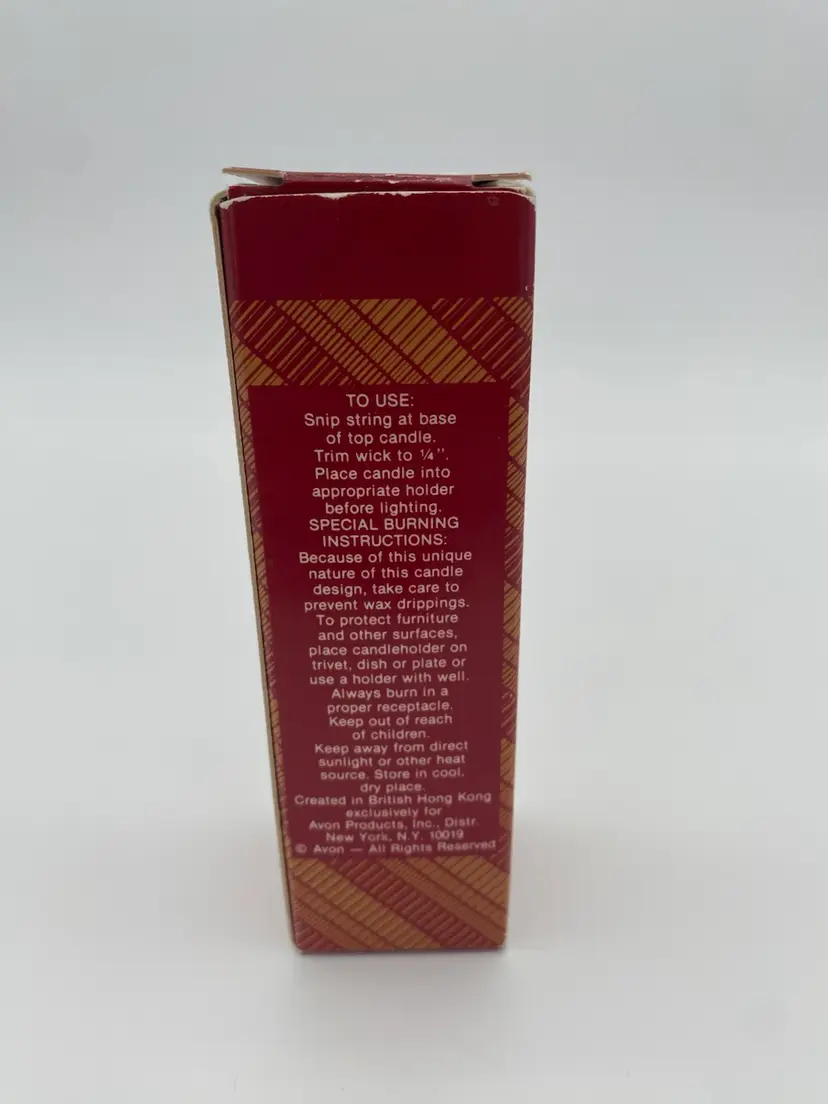 TO USE:
Snip string at base
of top candle.
Trim wick to ¼".
Place candle into
appropriate holder
before lighting.
SPECIAL BURNING
INSTRUCTIONS:
Because of this unique
nature of this candle
design, take care to
prevent wax drippings.
To protect furniture
and other surfaces,
place candleholder on
trivet, dish or plate or
use a holder with well.
Always burn in a
proper receptacle.
Keep out of reach
of children.
Keep away from direct
sunlight or other heat
source. Store in cool,
dry place.
Created in British Hong Kong
exclusively for
Avon Products, Inc., Distr.
New York, N.Y. 10019
© Avon — All Rights Reserved